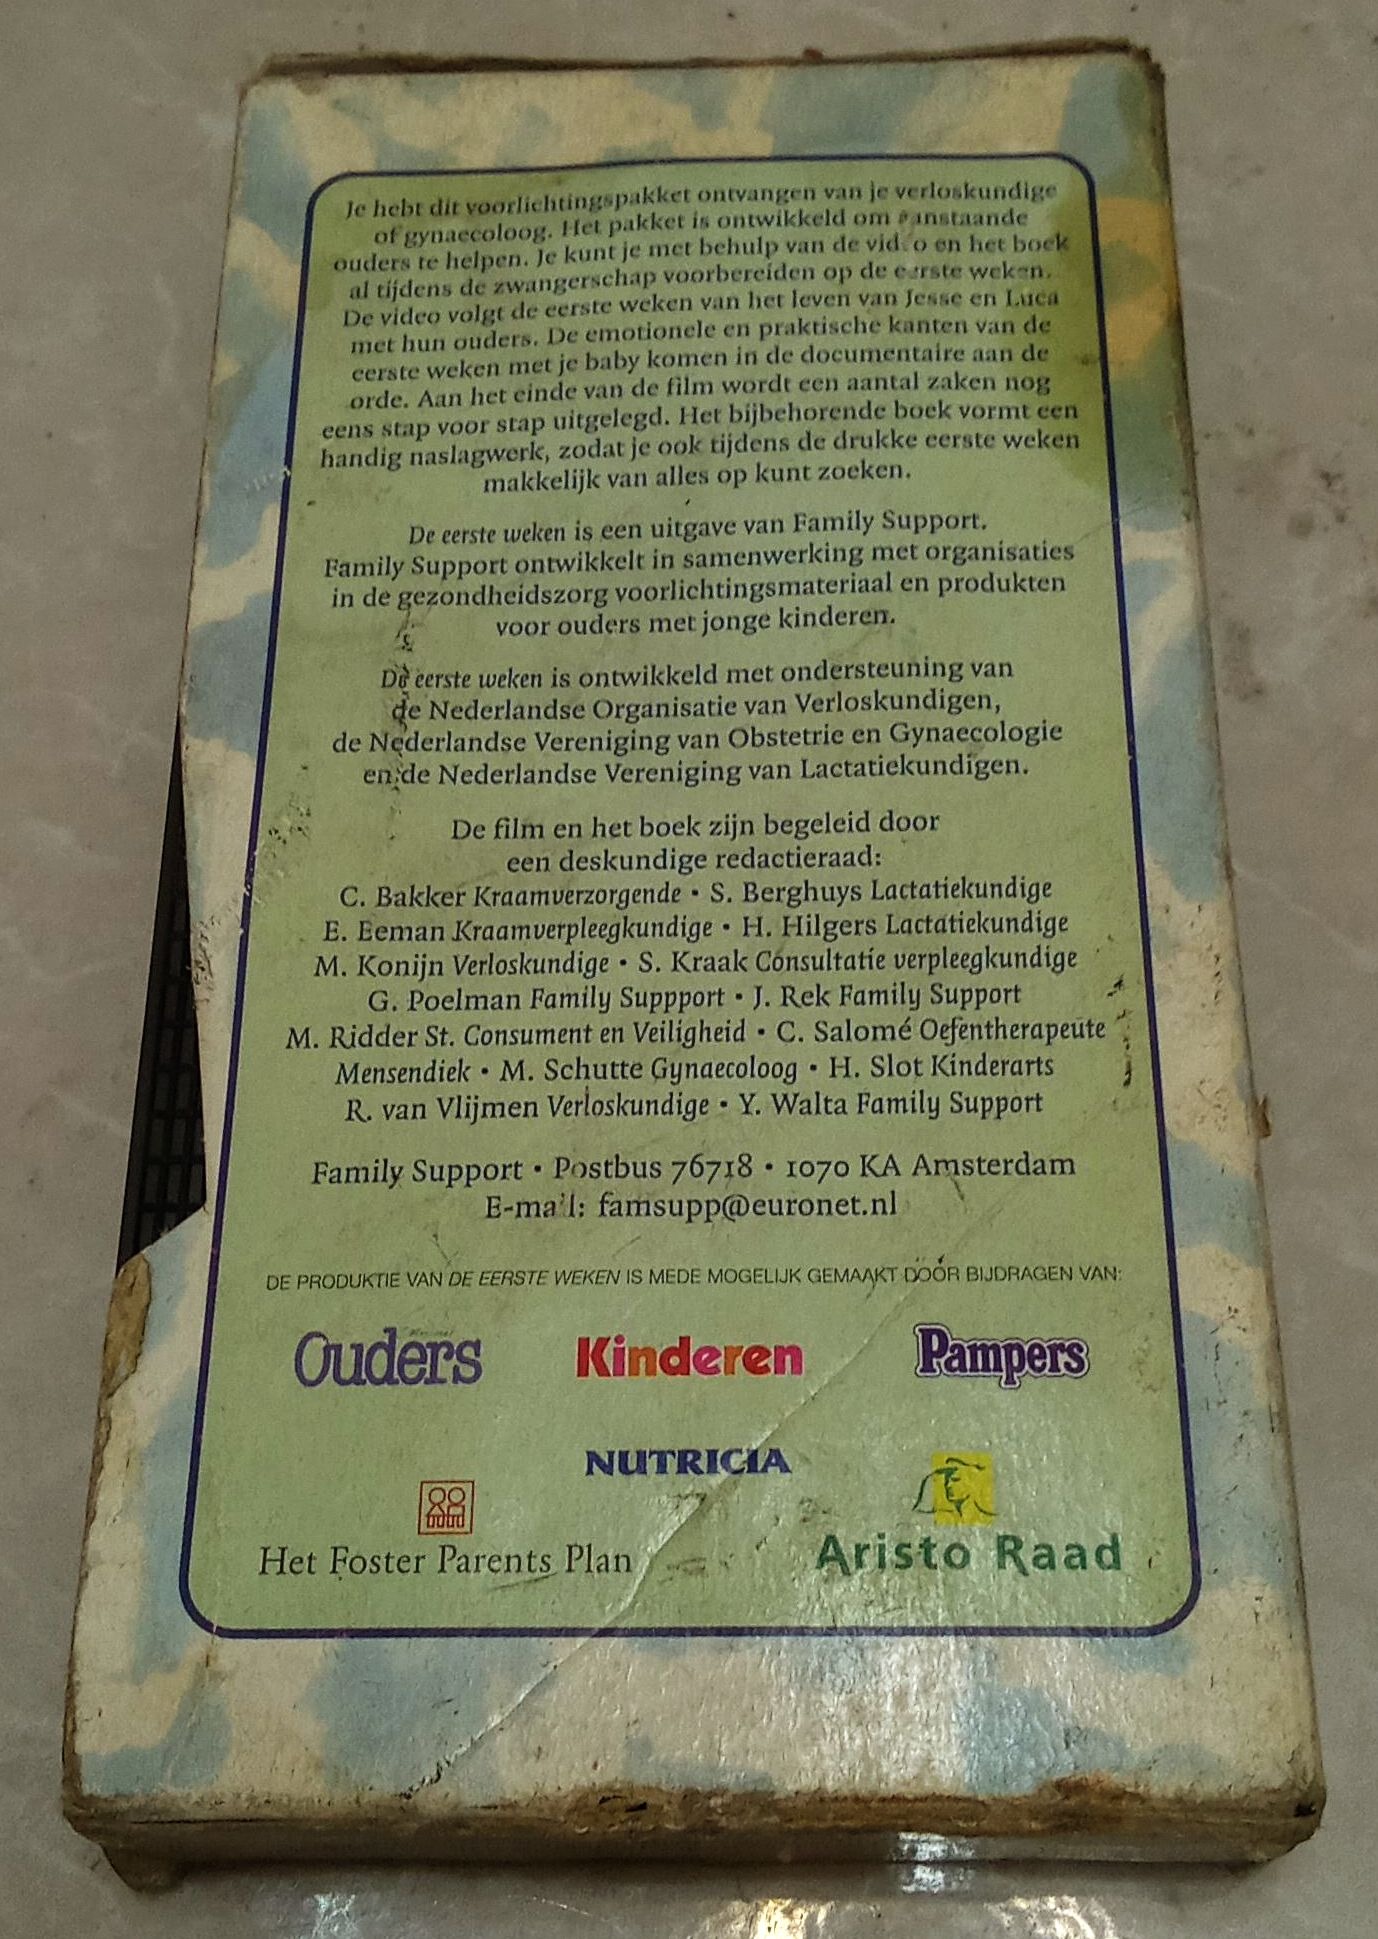 Je hebt dit voorlichtingspakket ontvangen van je verloskundige
of gynaecoloog. Het pakket is ontwikkeld om aanstaande
ouders te helpen. Je kunt je met behulp van de video en het boek
al tijdens de zwangerschap voorbereiden op de eerste weken.
De video volgt de eerste weken van het leven van Jesse en Luca
met hun ouders. De emotionele en praktische kanten van de
eerste weken met je baby komen in de documentaire aan de
orde. Aan het einde van de film wordt een aantal zaken nog
eens stap voor stap uitgelegd. Het bijbehorende boek vormt een
handig naslagwerk, zodat je ook tijdens de drukke eerste weken
makkelijk van alles op kunt zoeken.
De eerste weken is een uitgave van Family Support.
Family Support ontwikkelt in samenwerking met organisaties
in de gezondheidszorg voorlichtingsmateriaal en produkten
voor ouders met jonge kinderen.
De eerste weken is ontwikkeld met ondersteuning van
de Nederlandse Organisatie van Verloskundigen,
de Nederlandse Vereniging van Obstetrie en Gynaecologie
en de Nederlandse Vereniging van Lactatiekundigen.
De film en het boek zijn begeleid door
een deskundige redactieraad:
C. Bakker Kraamverzorgende • S. Berghuys Lactatiekundige
E. Eeman Kraamverpleegkundige • H. Hilgers Lactatiekundige
M. Konijn Verloskundige • S. Kraak Consultatie verpleegkundige
G. Poelman Family Suppport • J. Rek Family Support
M. Ridder St. Consument en Veiligheid • C. Salomé Oefentherapeute
Mensendiek • M. Schutte Gynaecoloog • H. Slot Kinderarts
R. van Vlijmen Verloskundige • Y. Walta Family Support
Family Support • Postbus 76718 • 1070 KA Amsterdam
E-mail: famsupp@euronet.nl
DE PRODUKTIE VAN DE EERSTE WEKEN IS MEDE MOGELIJK GEMAAKT DOOR BIJDRAGEN VAN:
Ouders Kinderen Pampers
NUTRICIA
Het Foster Parents Plan Aristo Raad